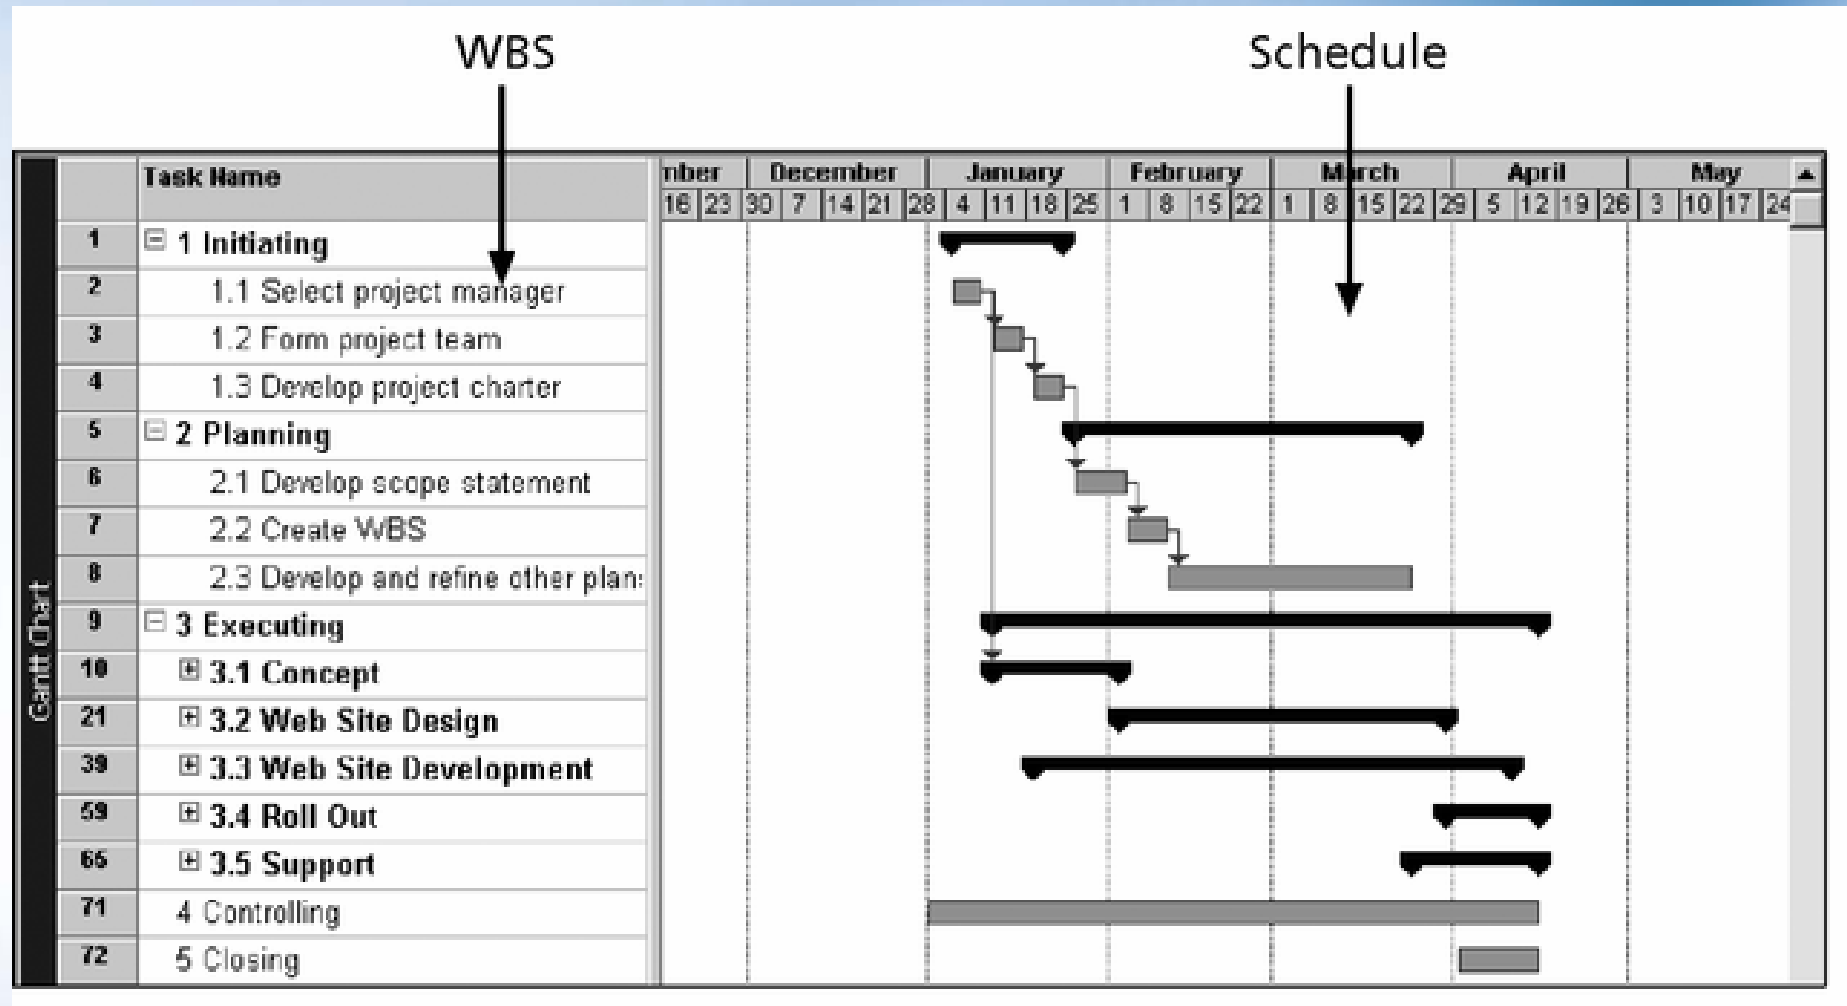 WBS Schedule
Task Name mber December January February March April May
16 23 30 7 14 21 28 4 11 18 25 1 8 15 22 1 8 15 22 29 5 12 19 26 3 10 17 24
1 1 Initiating
2 1.1 Select project manager
3 1.2 Form project team
4 1.3 Develop project charter
5 2 Planning
6 2.1 Develop scope statement
7 2.2 Create WBS
8 2.3 Develop and refine other plan
9 3 Executing
10 3.1 Concept
21 3.2 Web Site Design
39 3.3 Web Site Development
59 3.4 Roll Out
65 3.5 Support
71 4 Controlling
72 5 Closing
Gantt Chart